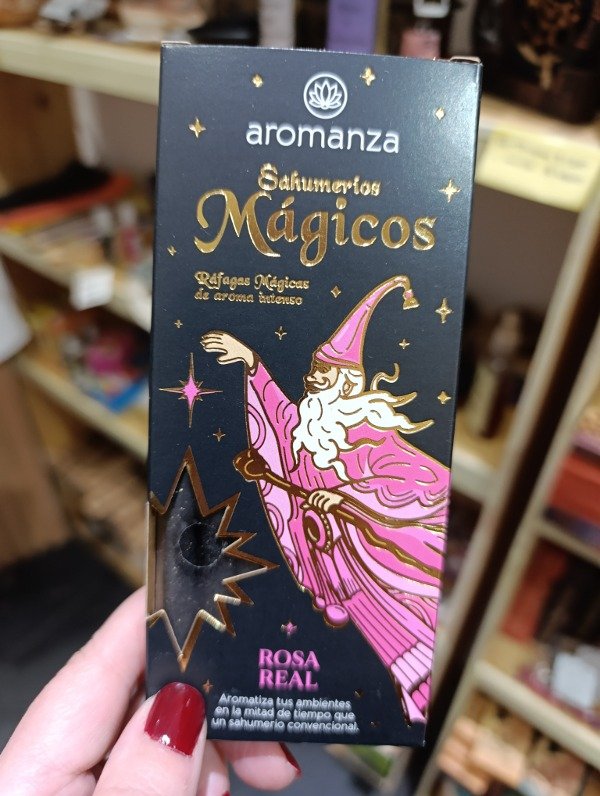 aromanza
Sahumerios
Mágicos
Ráfagas Mágicas
de aroma intenso
ROSA
REAL
Aromatiza tus ambientes
en la mitad de tiempo que
un sahumerio convencional.